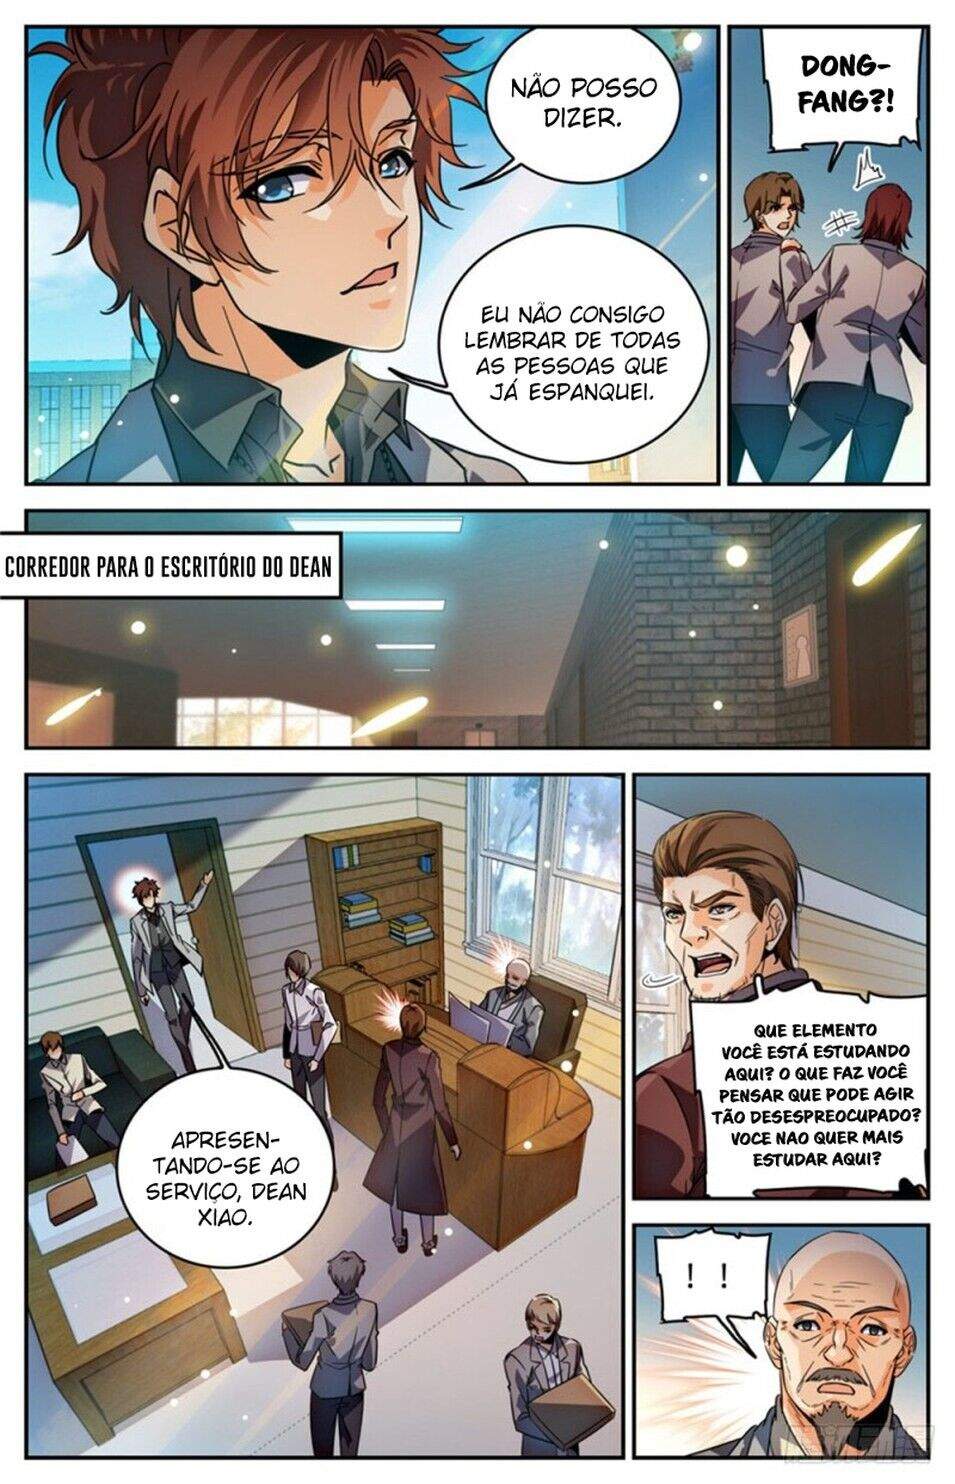 NÃO POSSO
DIZER.
EU NÃO CONSIGO
LEMBRAR DE TODAS
AS PESSOAS QUE
JÁ ESPANQUEI.
DONG-
FANG?!
CORREDOR PARA O ESCRITÓRIO DO DEAN
APRESEN-
TANDO-SE AO
SERVIÇO, DEAN
XIAO.
QUE ELEMENTO
VOCÊ ESTÁ ESTUDANDO
AQUI? O QUE FAZ VOCÊ
PENSAR QUE PODE AGIR
TÃO DESESPREOCUPADO?
VOCE NAO QUER MAIS
ESTUDAR AQUI?
! !